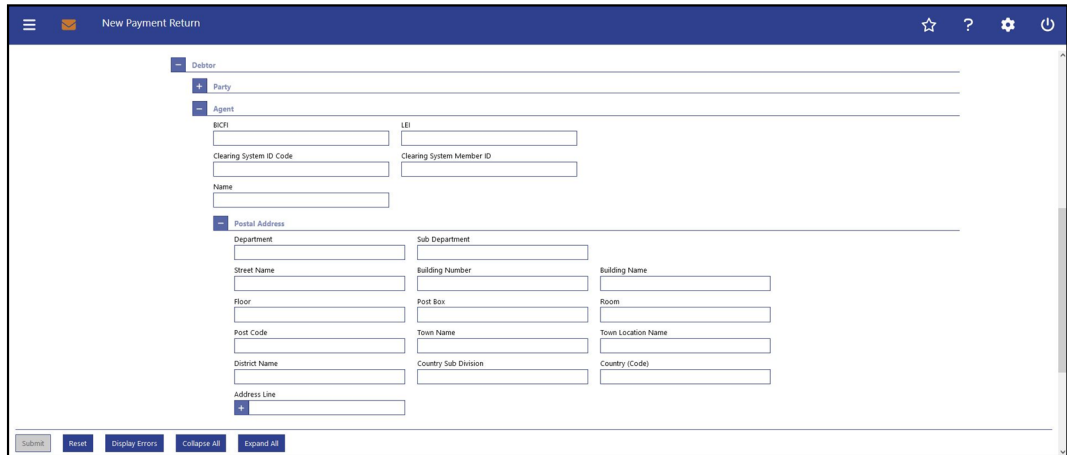 New Payment Return
?
Debtor
Party
Agent
BICFI LEI
Clearing System ID Code Clearing System Member ID
Name
Postal Address
Department Sub Department
Street Name Building Number Building Name
Floor Post Box Room
Post Code Town Name Town Location Name
District Name Country Sub Division Country (Code)
Address Line
Submit Reset Display Errors Collapse All Expand All